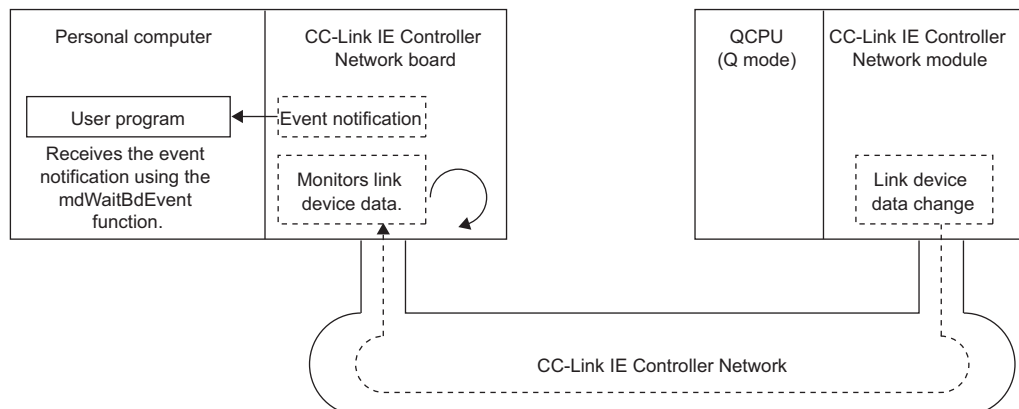 Personal computer
CC-Link IE Controller
Network board
User program
Event notification
Receives the event
notification using the
mdWaitBdEvent
function.
Monitors link
device data.
QCPU
(Q mode)
CC-Link IE Controller
Network module
Link device
data change
CC-Link IE Controller Network